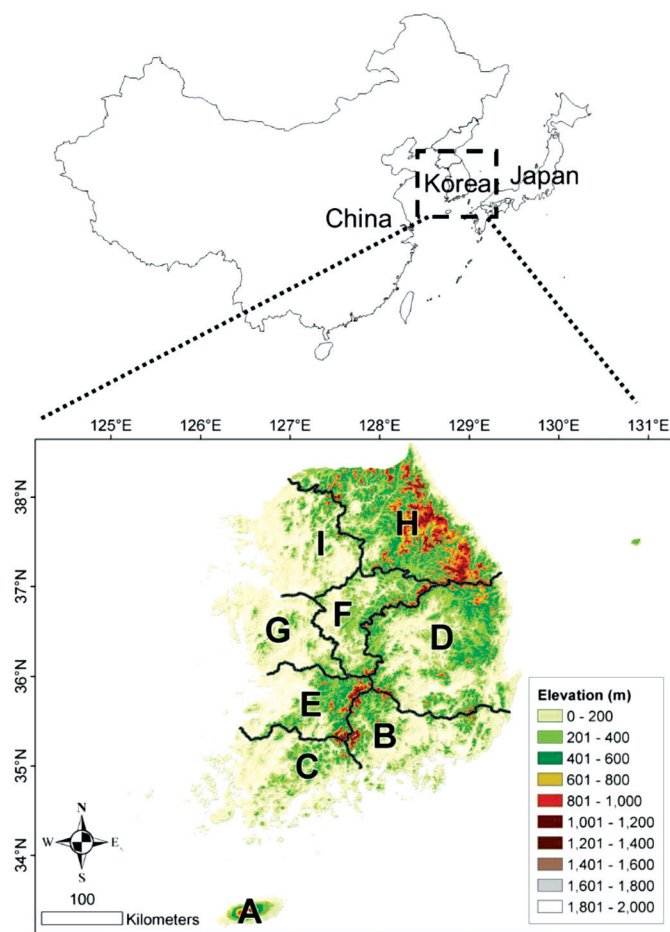 Korea
Japan
China
125°E 126°E 127°E 128°E 129°E 130°E 131°E
38°N
37°N
36°N
35°N
34°N
H
I
F
G
D
E
B
C
A
N
W E
S
100
Kilometers
Elevation (m)
0 - 200
201 - 400
401 - 600
601 - 800
801 - 1,000
1,001 - 1,200
1,201 - 1,400
1,401 - 1,600
1,601 - 1,800
1,801 - 2,000